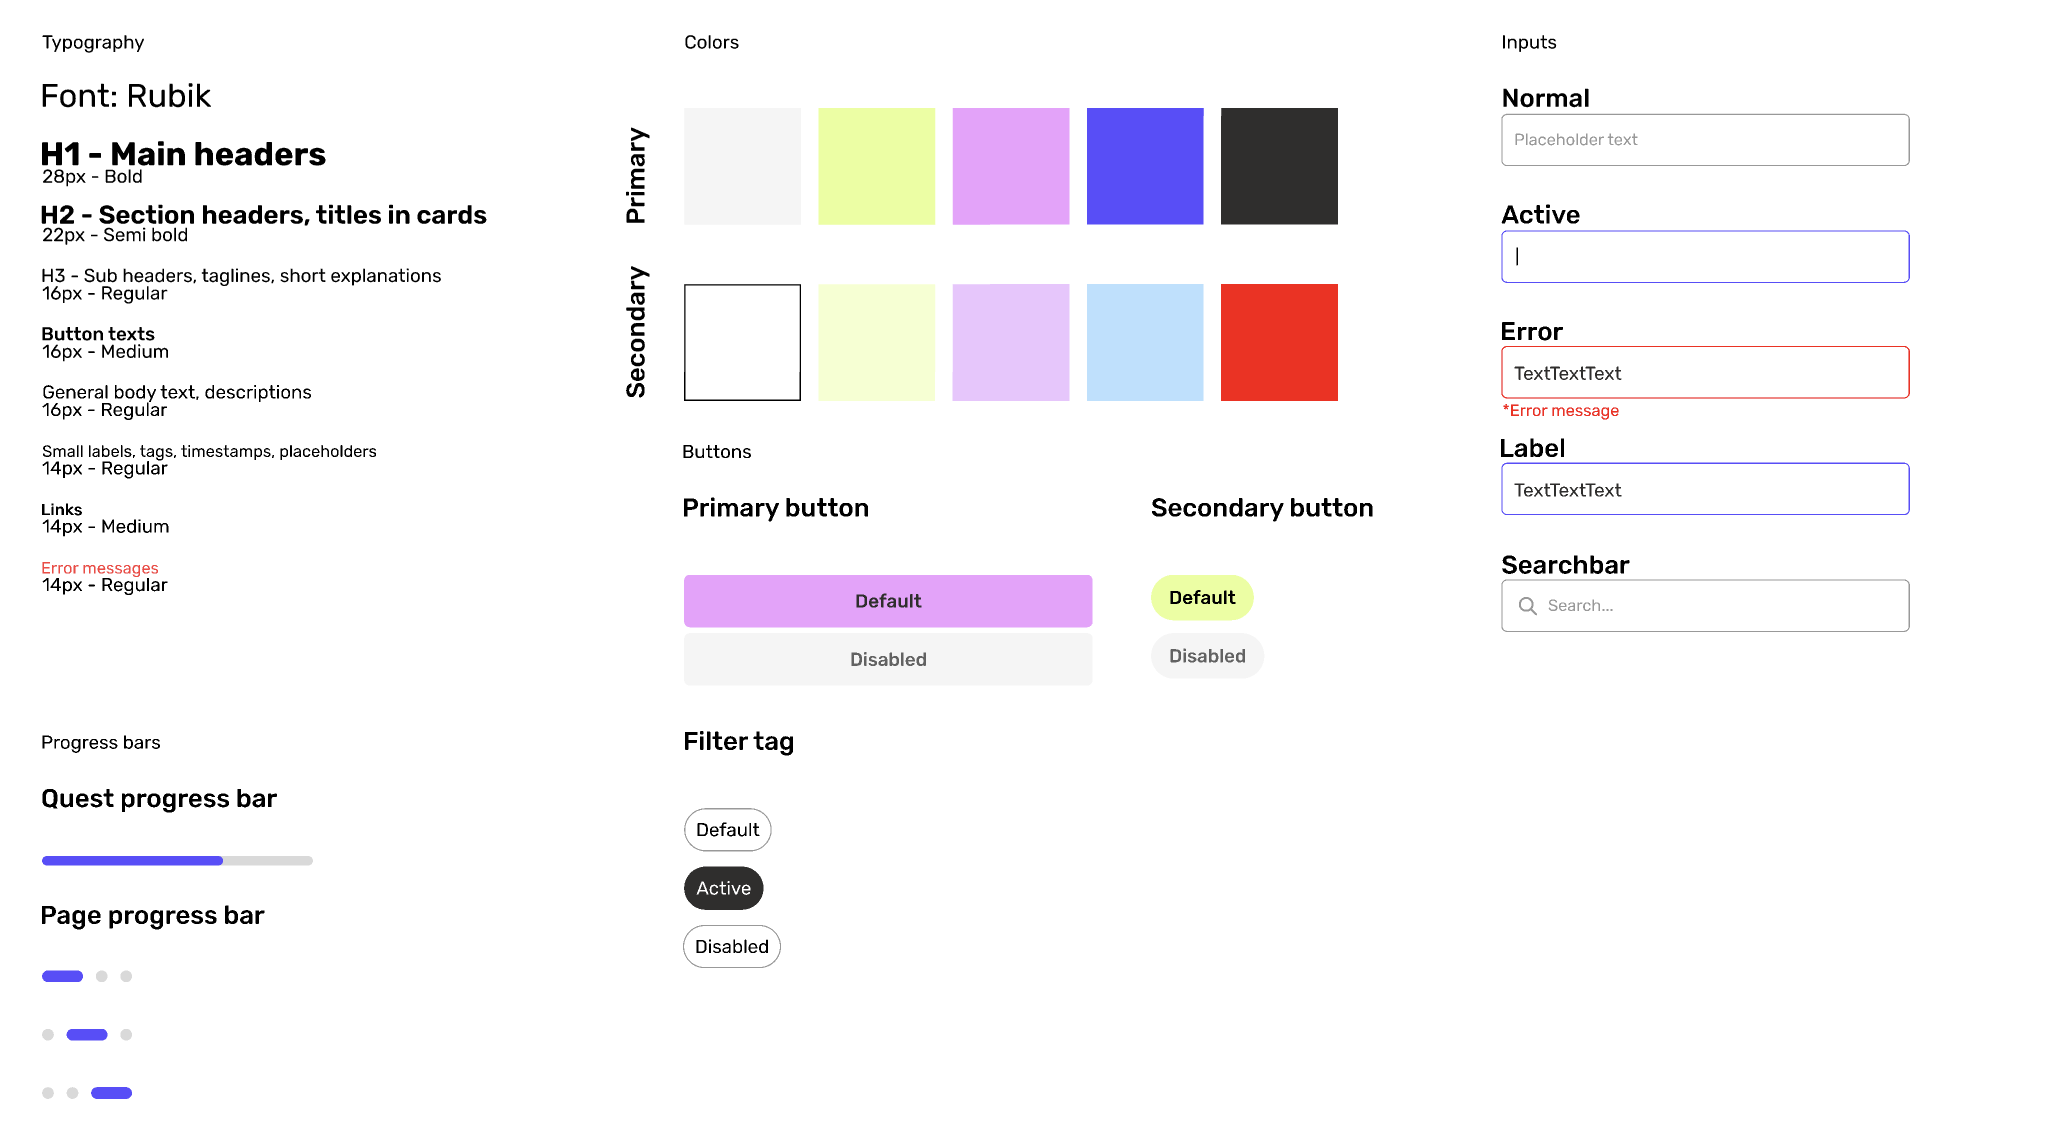 Typography
Font: Rubik
H1 - Main headers
28px - Bold
H2 - Section headers, titles in cards
22px - Semi bold
H3 - Sub headers, taglines, short explanations
16px - Regular
Button texts
16px - Medium
General body text, descriptions
16px - Regular
Small labels, tags, timestamps, placeholders
14px - Regular
Links
14px - Medium
Error messages
14px - Regular
Progress bars
Quest progress bar
Page progress bar
Colors
Primary
Secondary
Buttons
Primary button
Default
Disabled
Secondary button
Default
Disabled
Filter tag
Default
Active
Disabled
Inputs
Normal
Placeholder text
Active
Error
TextTextText
*Error message
Label
TextTextText
Searchbar
Search...